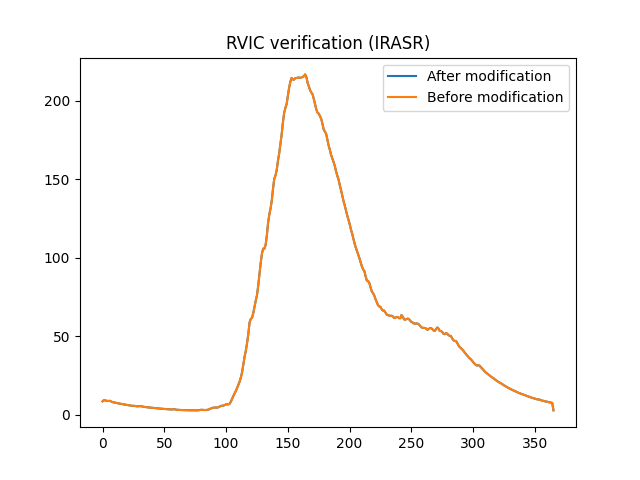 RVIC verification (IRASR)
After modification
Before modification
200
150
100
50
0
0 50 100 150 200 250 300 350